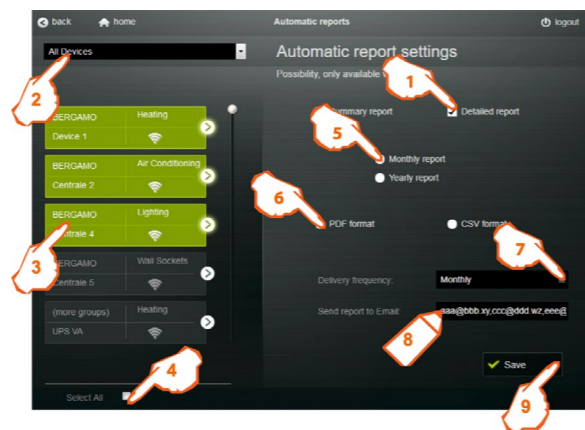 back home Automatic reports logout
All Devices
Automatic report settings
Possibility, only available
1
2
BERGAMO Heating
Device 1
Summary report Detailed report
5
Monthly report
BERGAMO Air Conditioning
Centrale 2
Yearly report
6
BERGAMO Lighting
Centrale 4
PDF format CSV format
3
7
BERGAMO Wall Sockets
Centrale 5
Delivery frequency: Monthly
(more groups) Heating
UPS VA
Send report to Email: aaa@bbb.xy,ccc@ddd.wz,eee@
8
4
Save
Select All
9